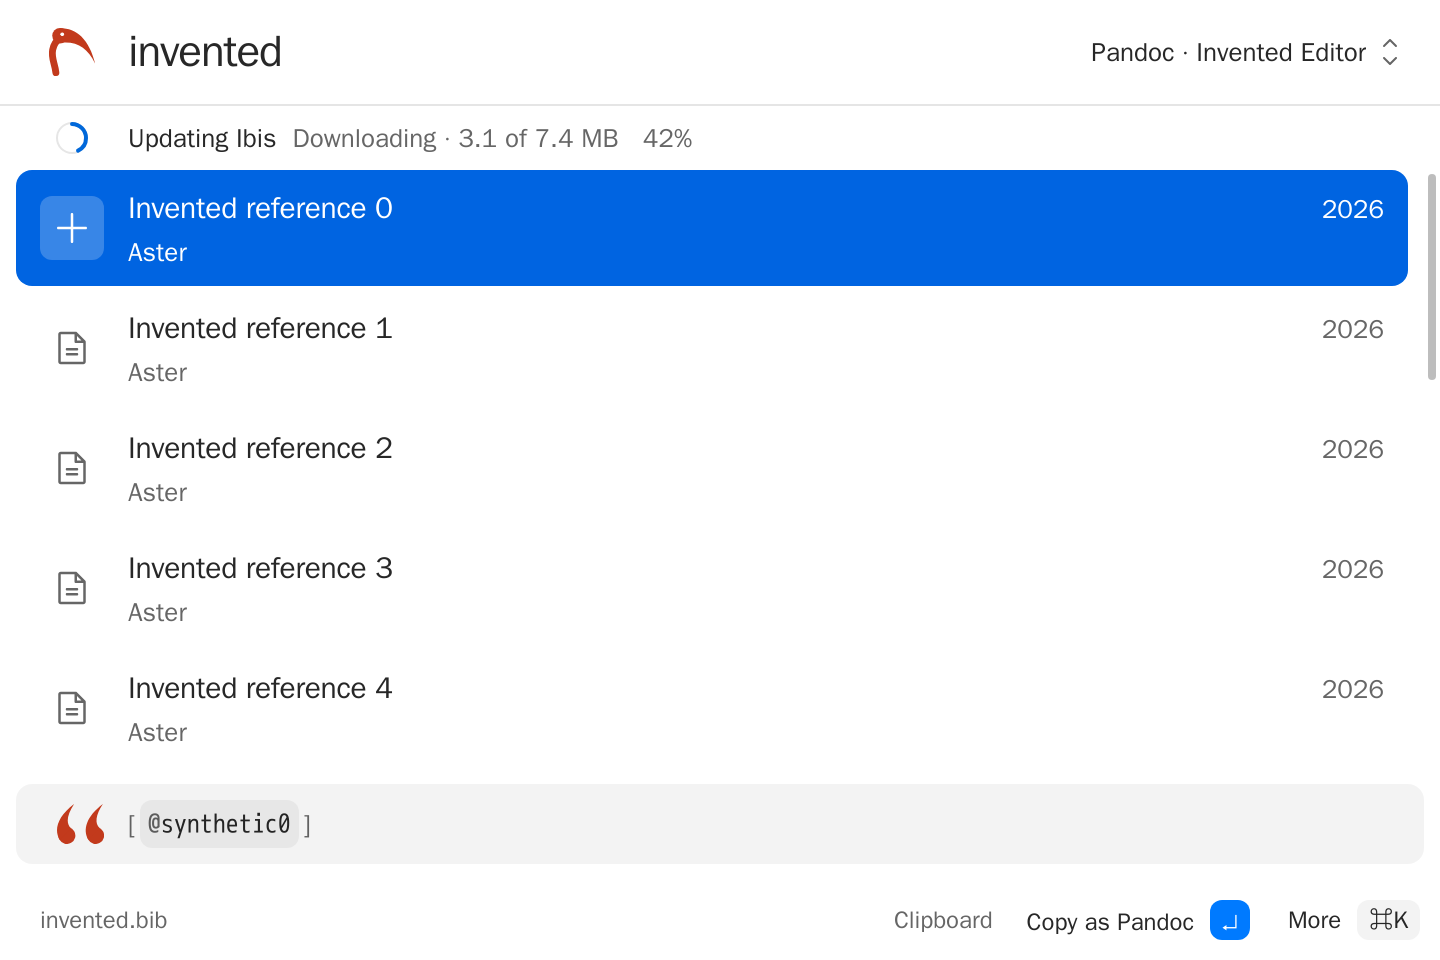 invented
Pandoc · Invented Editor
Updating Ibis Downloading · 3.1 of 7.4 MB 42%
Invented reference 0 2026
Aster
Invented reference 1 2026
Aster
Invented reference 2 2026
Aster
Invented reference 3 2026
Aster
Invented reference 4 2026
Aster
[ @synthetic0 ]
invented.bib Clipboard Copy as Pandoc More ⌘K